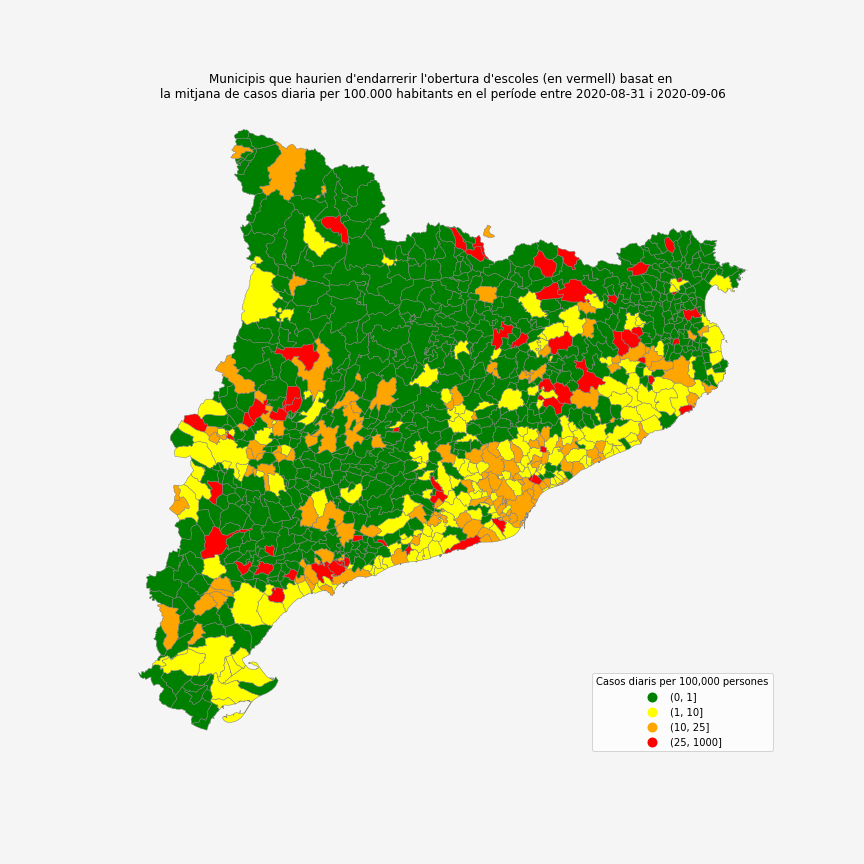 Municipis que haurien d'endarrerir l'obertura d'escoles (en vermell) basat en
la mitjana de casos diaria per 100.000 habitants en el període entre 2020-08-31 i 2020-09-06
Casos diaris per 100,000 persones
(0, 1]
(1, 10]
(10, 25]
(25, 1000]